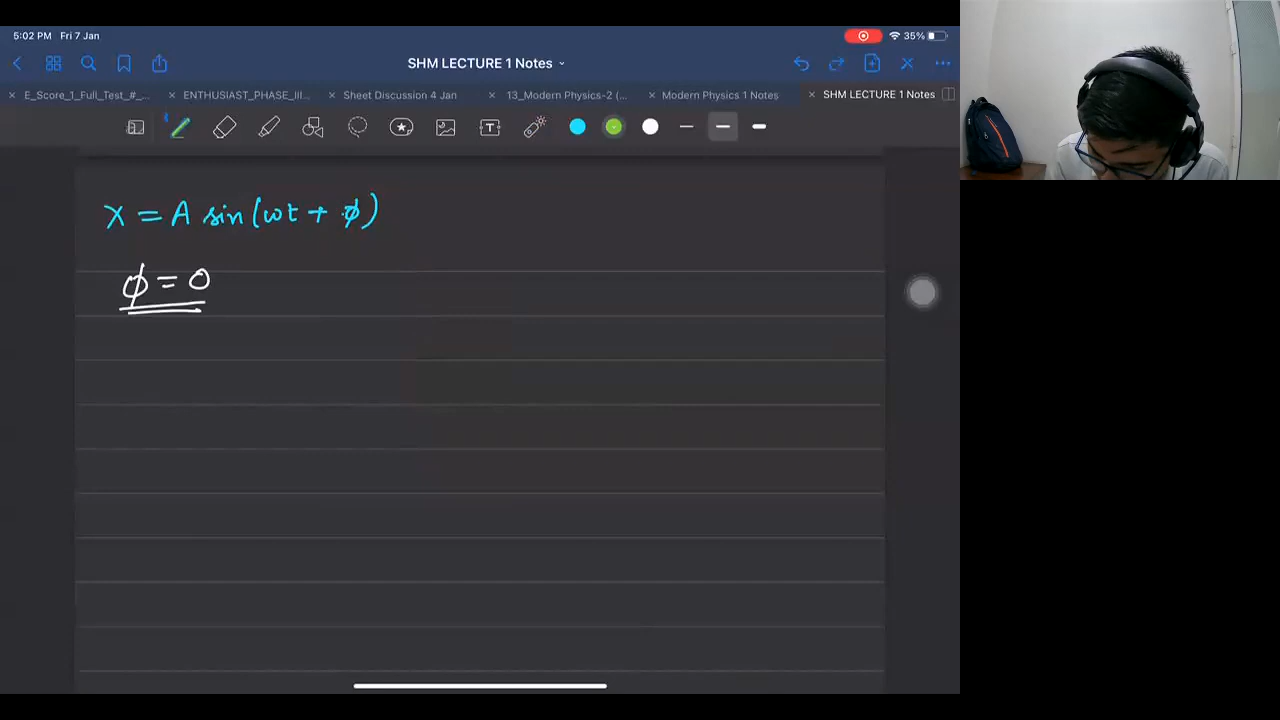 5:02 PM Fri 7 Jan
35%
SHM LECTURE 1 Notes
E_Score_1_Full_Test_#_...
ENTHUSIAST_PHASE_III...
Sheet Discussion 4 Jan
13_Modern Physics-2 (...
Modern Physics 1 Notes
SHM LECTURE 1 Notes
x = A sin(ωt + φ)
φ = 0